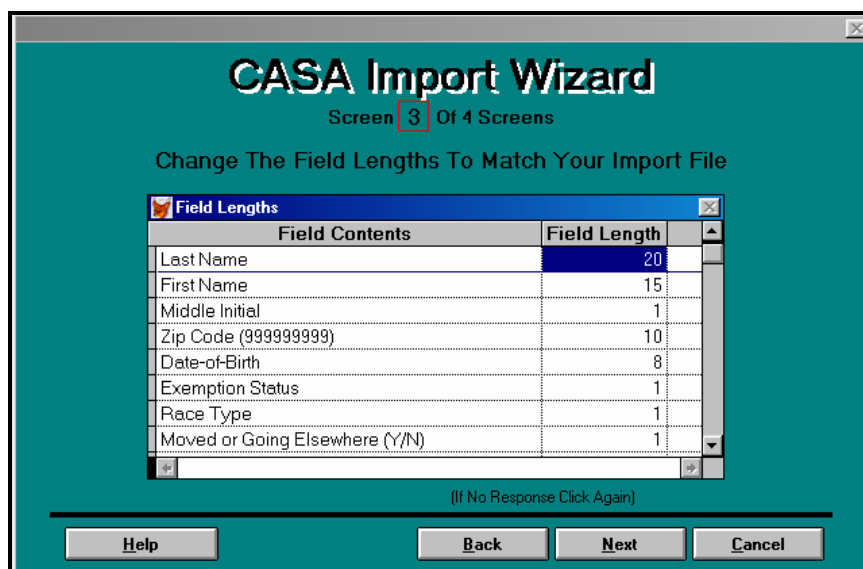 CASA Import Wizard
Screen 3 Of 4 Screens
Change The Field Lengths To Match Your Import File
Field Lengths
Field Contents Field Length
Last Name 20
First Name 15
Middle Initial 1
Zip Code (999999999) 10
Date-of-Birth 8
Exemption Status 1
Race Type 1
Moved or Going Elsewhere (Y/N) 1
(If No Response Click Again)
Help Back Next Cancel